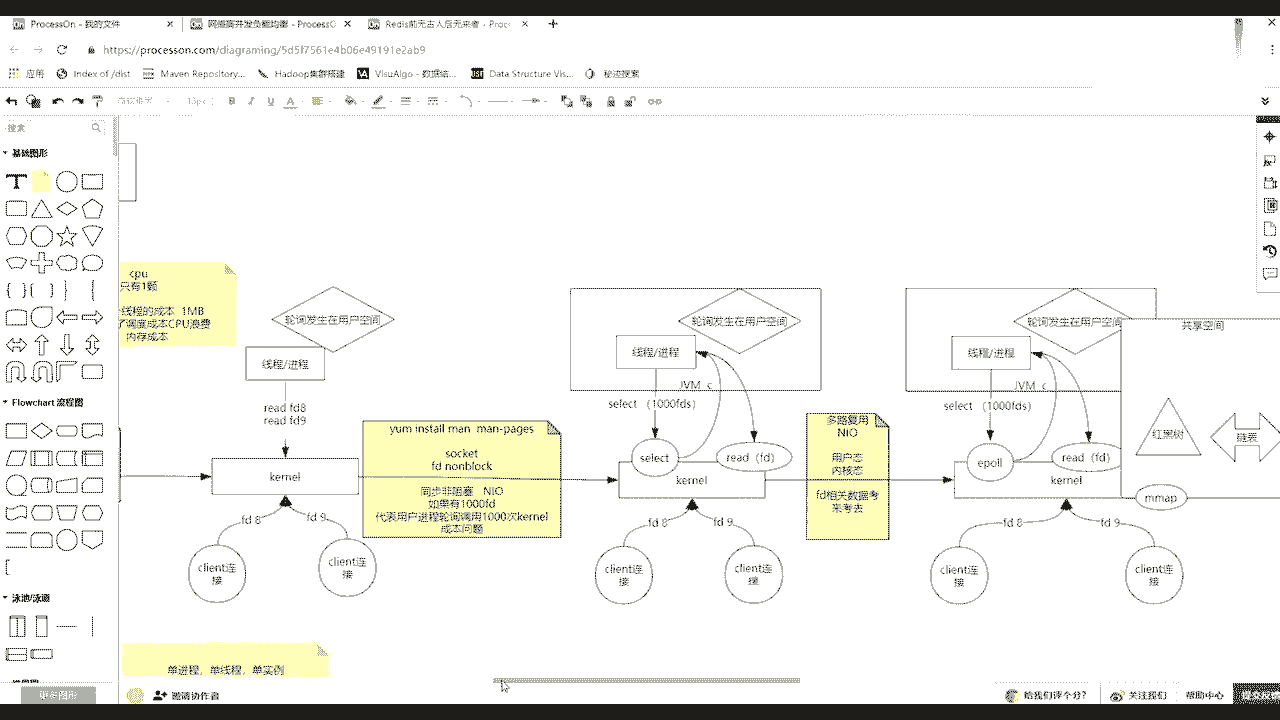 ProcessOn - 我的文件
网络高并发负载均衡 - ProcessO
Redis前无古人后无来者 - Proc
https://processon.com/diagraming/5d5f7561e4b06e49191e2ab9
应用
Index of /dist
Maven Repository...
Hadoop集群搭建
VisuAlgo - 数据结...
Data Structure Vis...
13px
搜索
基础图形
Flowchart 流程图
泳池/泳道
更多图形
cpu
只有1颗
线程的成本 1MB
了调度成本CPU浪费
内存成本
轮询发生在用户空间
线程/进程
read fd8
read fd9
kernel
fd 8
fd 9
client连接
client连接
yum install man man-pages
socket
fd nonblock
同步非阻塞 NIO
如果有1000fd
代表用户进程轮询调用1000次kernel
成本问题
轮词发生在用户空间
线程/进程
JVM c
select （1000fds）
select
read（fd）
kernel
fd 8
fd 9
client连接
client连接
多路复用
NIO
用户态
内核态
fd相关数据考
来考去
轮词发生在用户空间
线程/进程
JVM c
select （1000fds）
epoll
read（fd）
kernel
fd 8
fd 9
client连接
client连接
共享空间
红黑树
链表
mmap
单进程，单线程，单实例
邀请协作者
给我们评个分?
关注我们
帮助中心